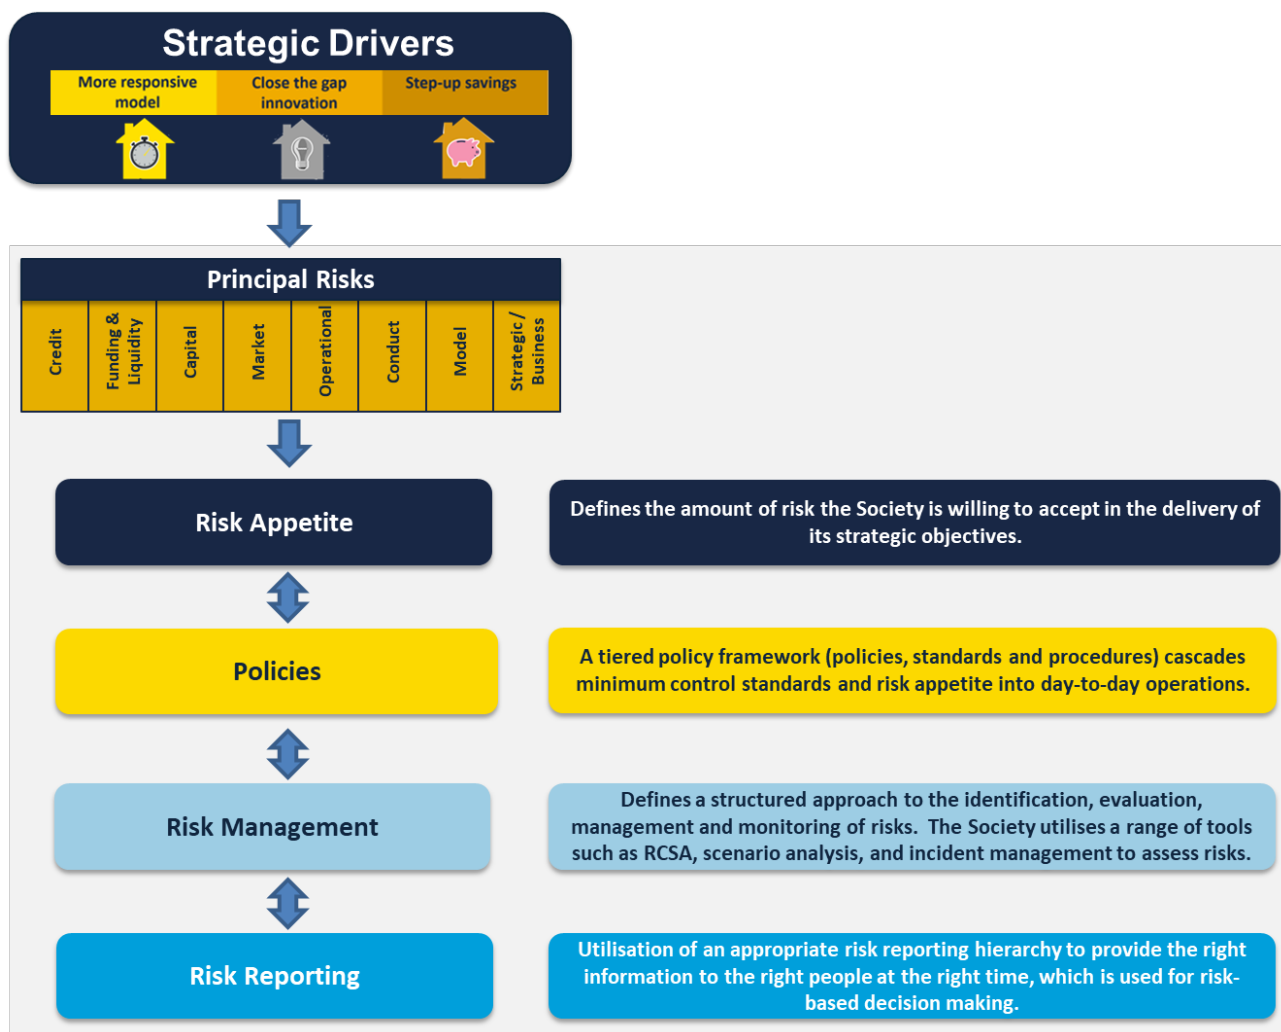 Strategic Drivers
More responsive
model
Close the gap
innovation
Step-up savings
Principal Risks
Credit
Funding &
Liquidity
Capital
Market
Operational
Conduct
Model
Strategic /
Business
Risk Appetite
Defines the amount of risk the Society is willing to accept in the delivery of
its strategic objectives.
Policies
A tiered policy framework (policies, standards and procedures) cascades
minimum control standards and risk appetite into day-to-day operations.
Risk Management
Defines a structured approach to the identification, evaluation,
management and monitoring of risks.  The Society utilises a range of tools
such as RCSA, scenario analysis, and incident management to assess risks.
Risk Reporting
Utilisation of an appropriate risk reporting hierarchy to provide the right
information to the right people at the right time, which is used for risk-
based decision making.